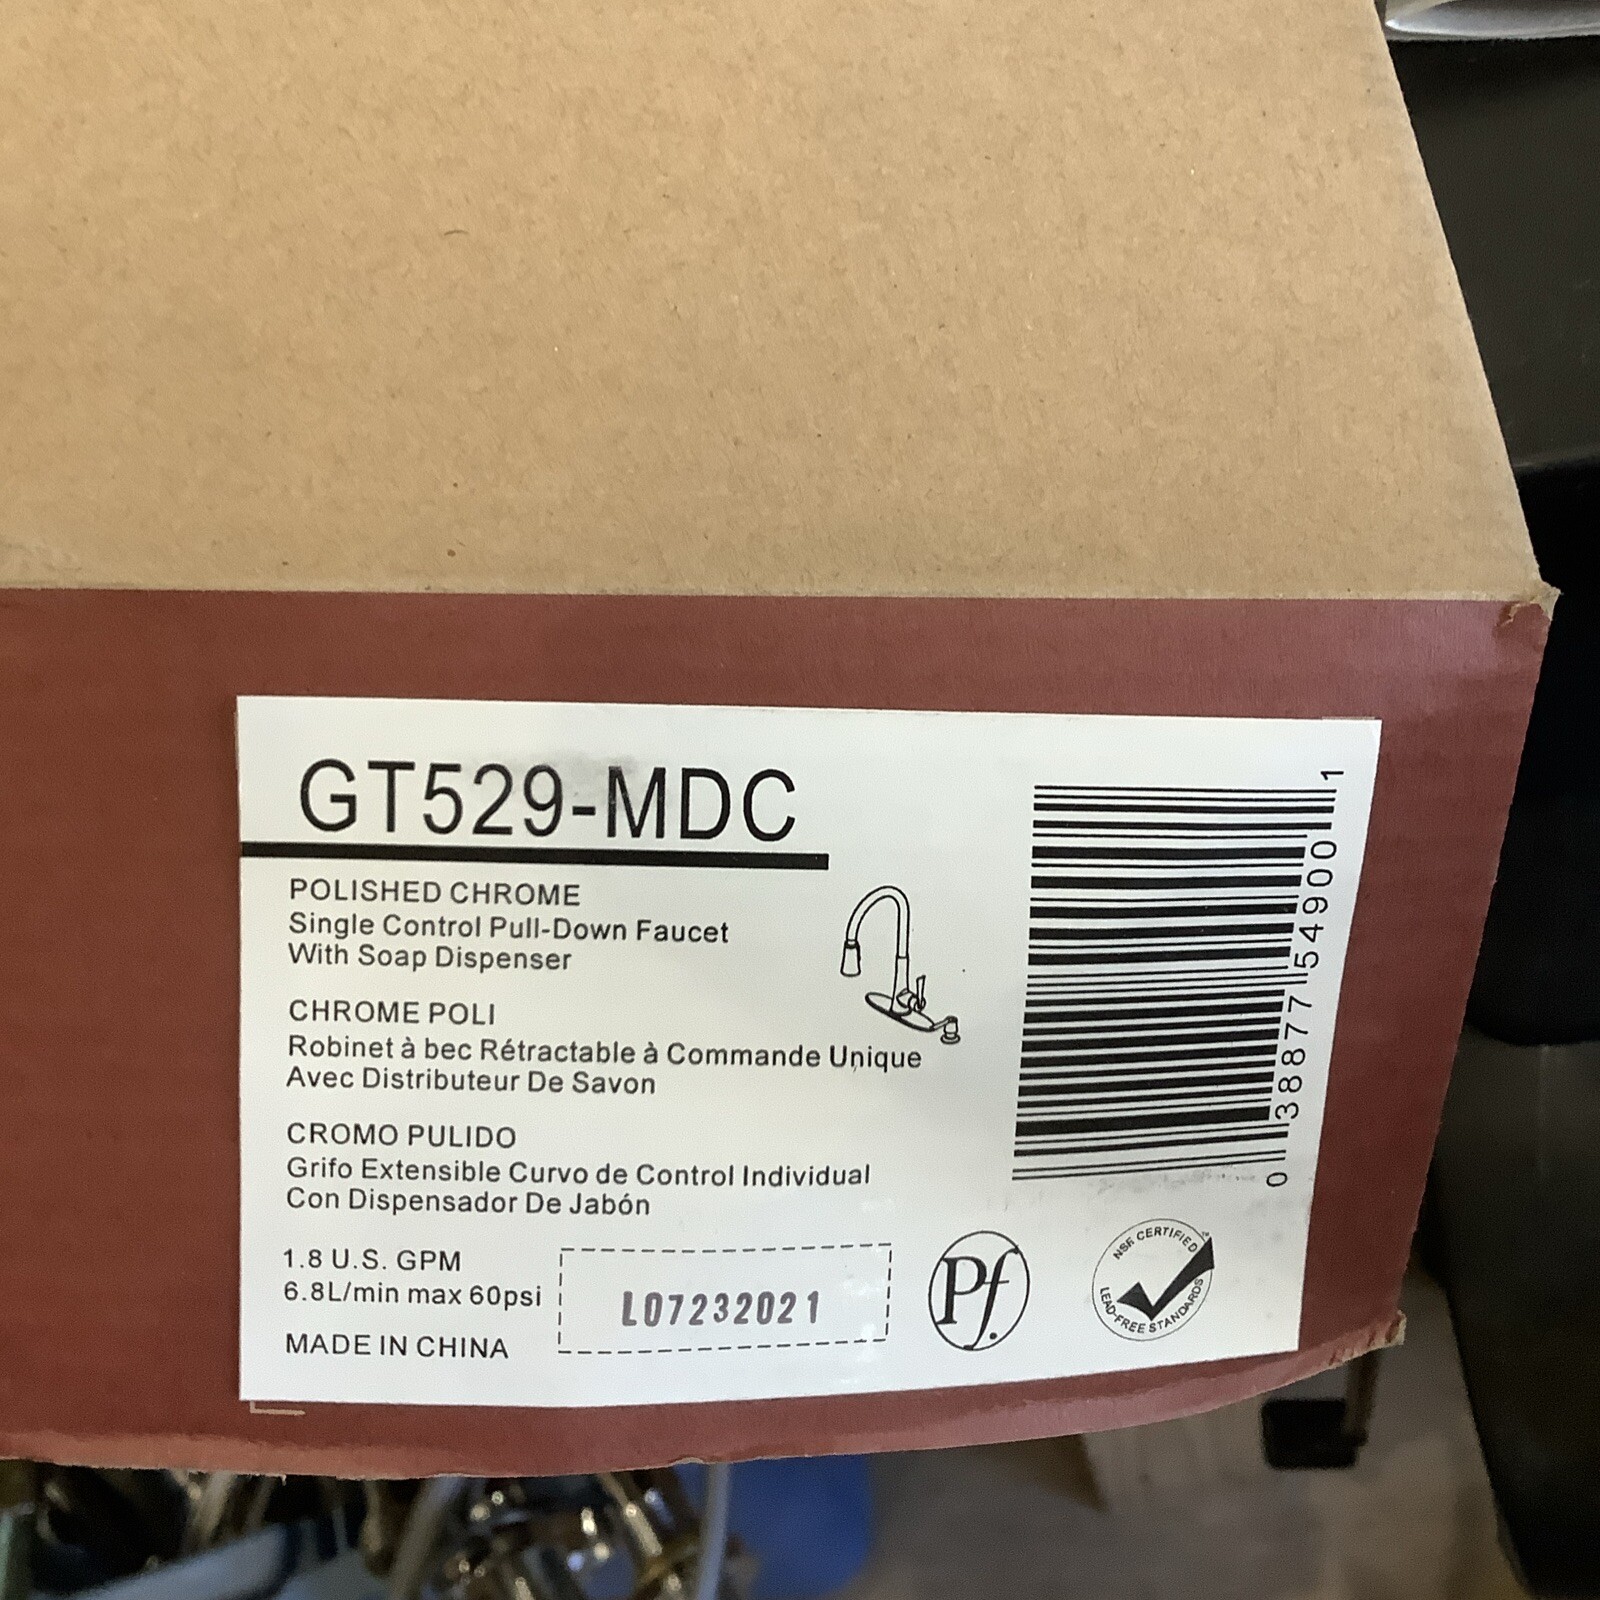 GT529-MDC
POLISHED CHROME
Single Control Pull-Down Faucet
With Soap Dispenser
CHROME POLI
Robinet à bec Rétractable à Commande Unique
Avec Distributeur De Savon
CROMO PULIDO
Grifo Extensible Curvo de Control Individual
Con Dispensador De Jabón
1.8 U.S. GPM
6.8L/min max 60psi
MADE IN CHINA
L07232021
Pf.
NSF CERTIFIED
LEAD-FREE STANDARDS
0 38877 54900 1